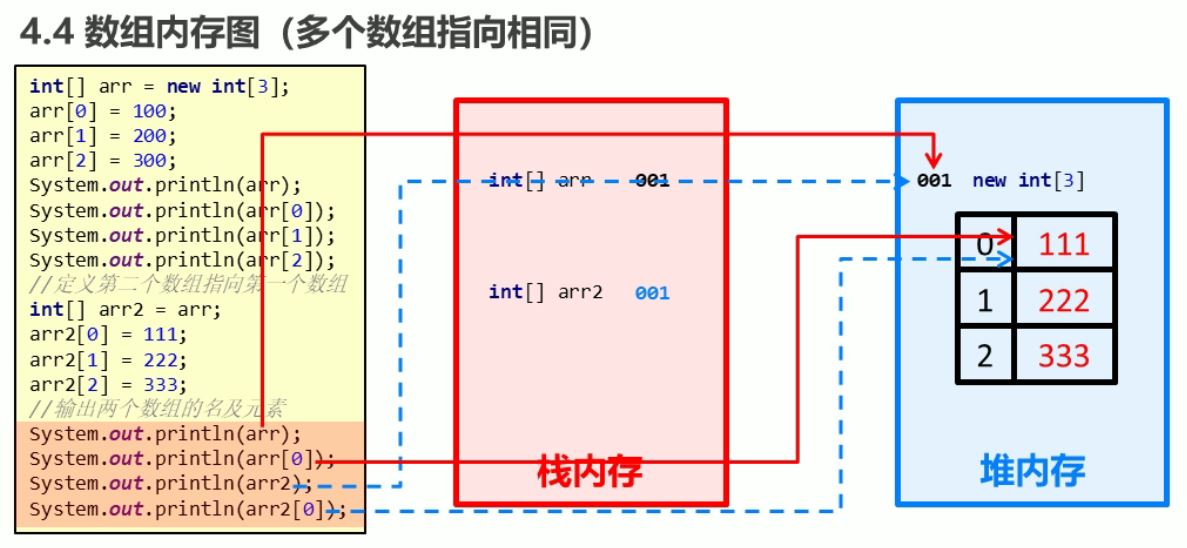 4.4 数组内存图（多个数组指向相同）
int[] arr = new int[3];
arr[0] = 100;
arr[1] = 200;
arr[2] = 300;
System.out.println(arr);
System.out.println(arr[0]);
System.out.println(arr[1]);
System.out.println(arr[2]);
//定义第二个数组指向第一个数组
int[] arr2 = arr;
arr2[0] = 111;
arr2[1] = 222;
arr2[2] = 333;
//输出两个数组的名及元素
System.out.println(arr);
System.out.println(arr[0]);
System.out.println(arr2);
System.out.println(arr2[0]);
int[] arr 001
int[] arr2 001
栈内存
001 new int[3]
0 111
1 222
2 333
堆内存